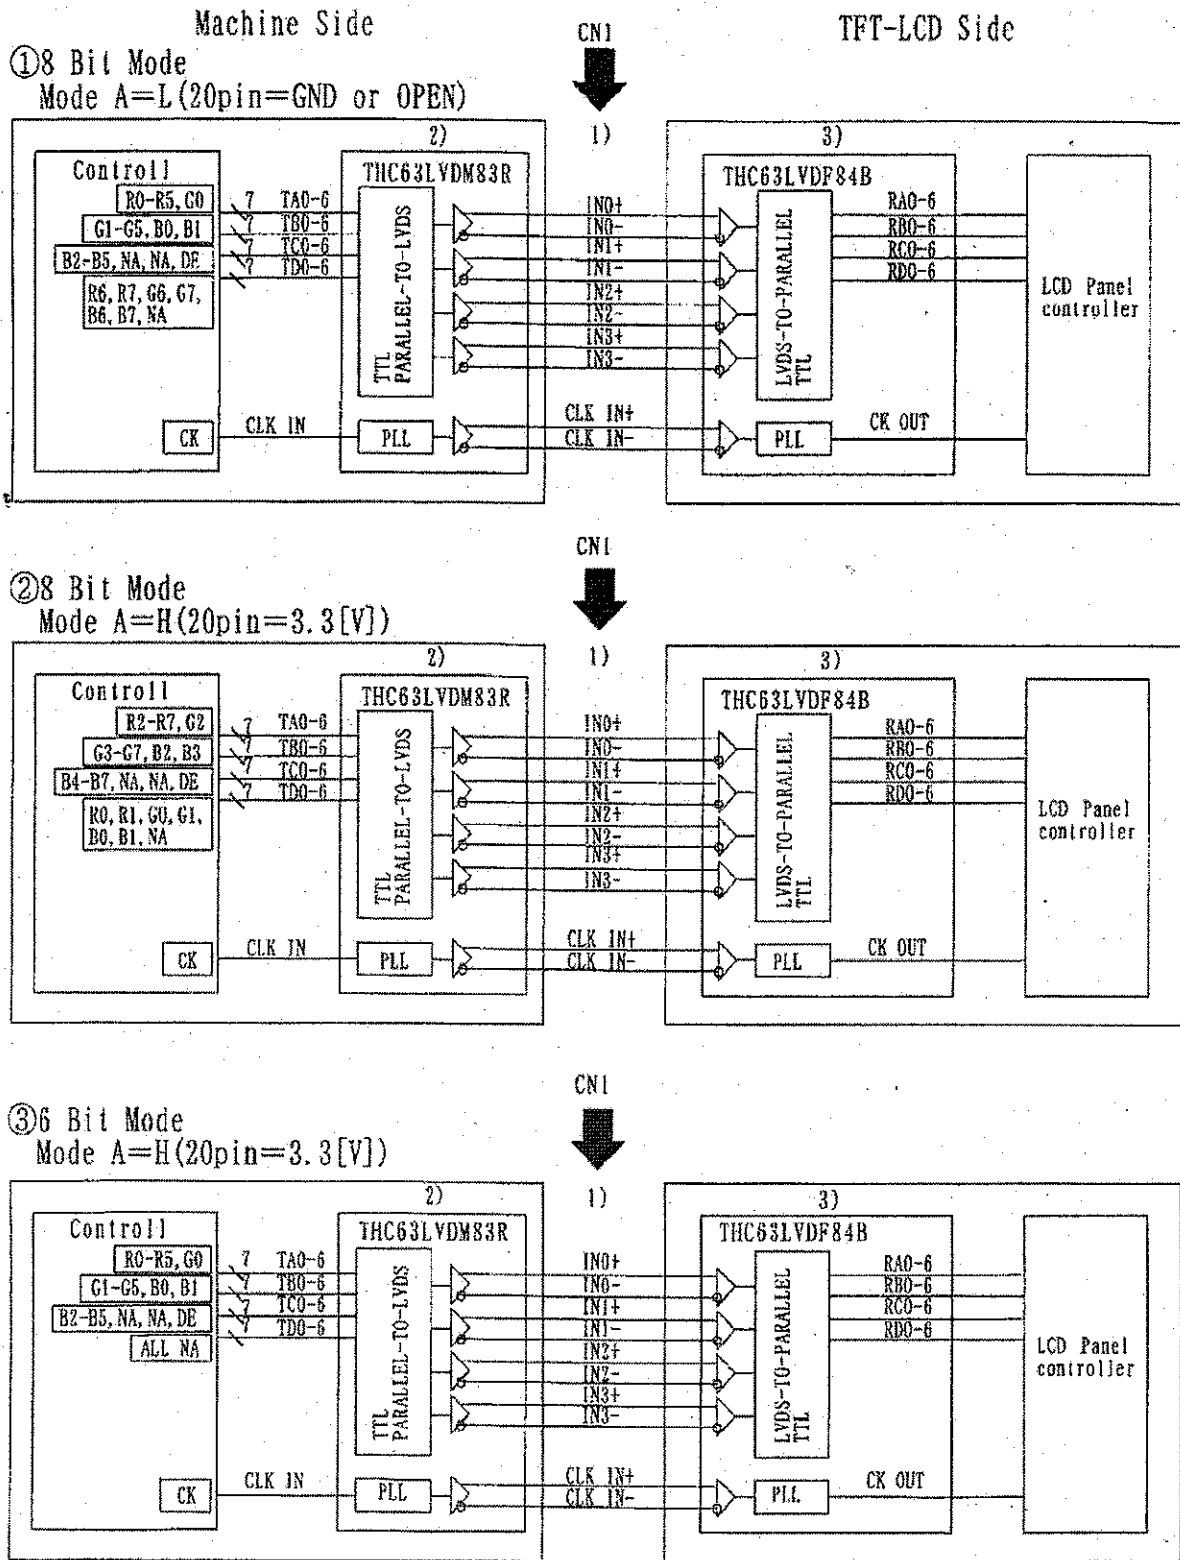 Machine Side
CN1
TFT-LCD Side
①8 Bit Mode
Mode A=L(20pin=GND or OPEN)
2)
1)
3)
Controll
THC63LVDM83R
THC63LVDF84B
R0-R5, G0
7
TA0-6
IN0+
RA0-6
G1-G5, B0, B1
7
TB0-6
IN0-
RB0-6
B2-B5, NA, NA, DE
7
TC0-6
IN1+
RC0-6
R6, R7, G6, G7,
B6, B7, NA
7
TD0-6
IN1-
RD0-6
IN2+
IN2-
IN3+
IN3-
TTL
PARALLEL-TO-LVDS
LVDS-TO-PARALLEL
TTL
LCD Panel
controller
CK
CLK IN
PLL
CLK IN+
CLK IN-
PLL
CK OUT
CN1
②8 Bit Mode
Mode A=H(20pin=3.3[V])
2)
1)
3)
Controll
THC63LVDM83R
THC63LVDF84B
R2-R7, G2
7
TA0-6
IN0+
RA0-6
G3-G7, B2, B3
7
TB0-6
IN0-
RB0-6
B4-B7, NA, NA, DE
7
TC0-6
IN1+
RC0-6
R0, R1, G0, G1,
B0, B1, NA
7
TD0-6
IN1-
RD0-6
IN2+
IN2-
IN3+
IN3-
TTL
PARALLEL-TO-LVDS
LVDS-TO-PARALLEL
TTL
LCD Panel
controller
CK
CLK IN
PLL
CLK IN+
CLK IN-
PLL
CK OUT
CN1
③6 Bit Mode
Mode A=H(20pin=3.3[V])
2)
1)
3)
Controll
THC63LVDM83R
THC63LVDF84B
R0-R5, G0
7
TA0-6
IN0+
RA0-6
G1-G5, B0, B1
7
TB0-6
IN0-
RB0-6
B2-B5, NA, NA, DE
7
TC0-6
IN1+
RC0-6
ALL NA
7
TD0-6
IN1-
RD0-6
IN2+
IN2-
IN3+
IN3-
TTL
PARALLEL-TO-LVDS
LVDS-TO-PARALLEL
TTL
LCD Panel
controller
CK
CLK IN
PLL
CLK IN+
CLK IN-
PLL
CK OUT